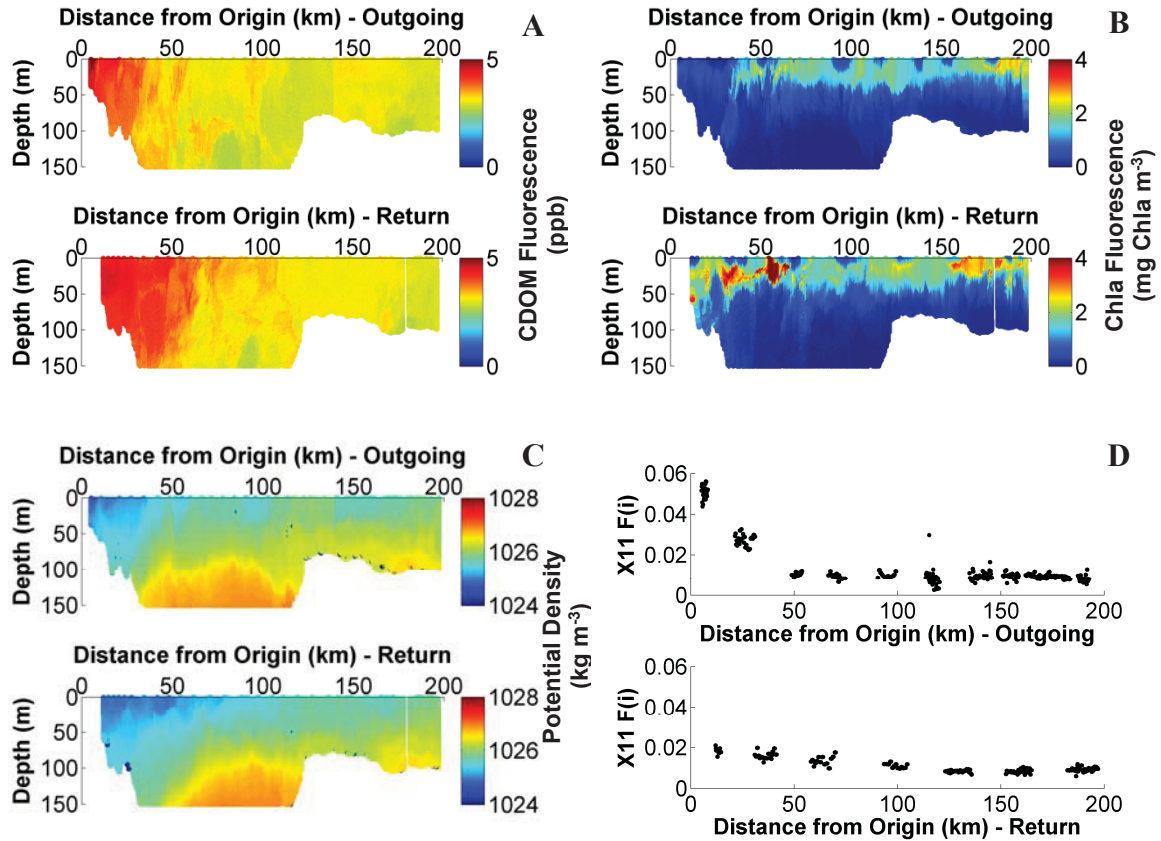 A
Distance from Origin (km) - Outgoing
0 50 100 150 200
Depth (m)
0
50
100
150
5
0
Distance from Origin (km) - Return
0 50 100 150 200
Depth (m)
0
50
100
150
5
0
CDOM Fluorescence
(ppb)
B
Distance from Origin (km) - Outgoing
0 50 100 150 200
Depth (m)
0
50
100
150
4
2
0
Distance from Origin (km) - Return
0 50 100 150 200
Depth (m)
0
50
100
150
4
2
0
Chla Fluorescence
(mg Chla m⁻³)
C
Distance from Origin (km) - Outgoing
0 50 100 150 200
Depth (m)
0
50
100
150
1028
1026
1024
Distance from Origin (km) - Return
0 50 100 150 200
Depth (m)
0
50
100
150
1028
1026
1024
Potential Density
(kg m⁻³)
D
X11 F(i)
0.06
0.04
0.02
0
0 50 100 150 200
Distance from Origin (km) - Outgoing
X11 F(i)
0.06
0.04
0.02
0
0 50 100 150 200
Distance from Origin (km) - Return